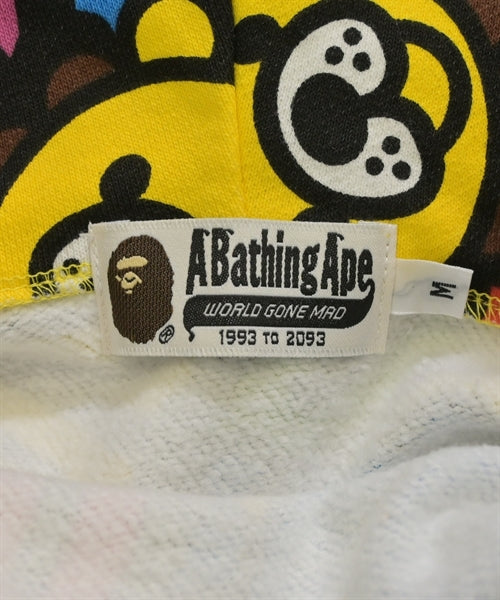 ABathingApe
WORLD GONE MAD
1993 TO 2093
M